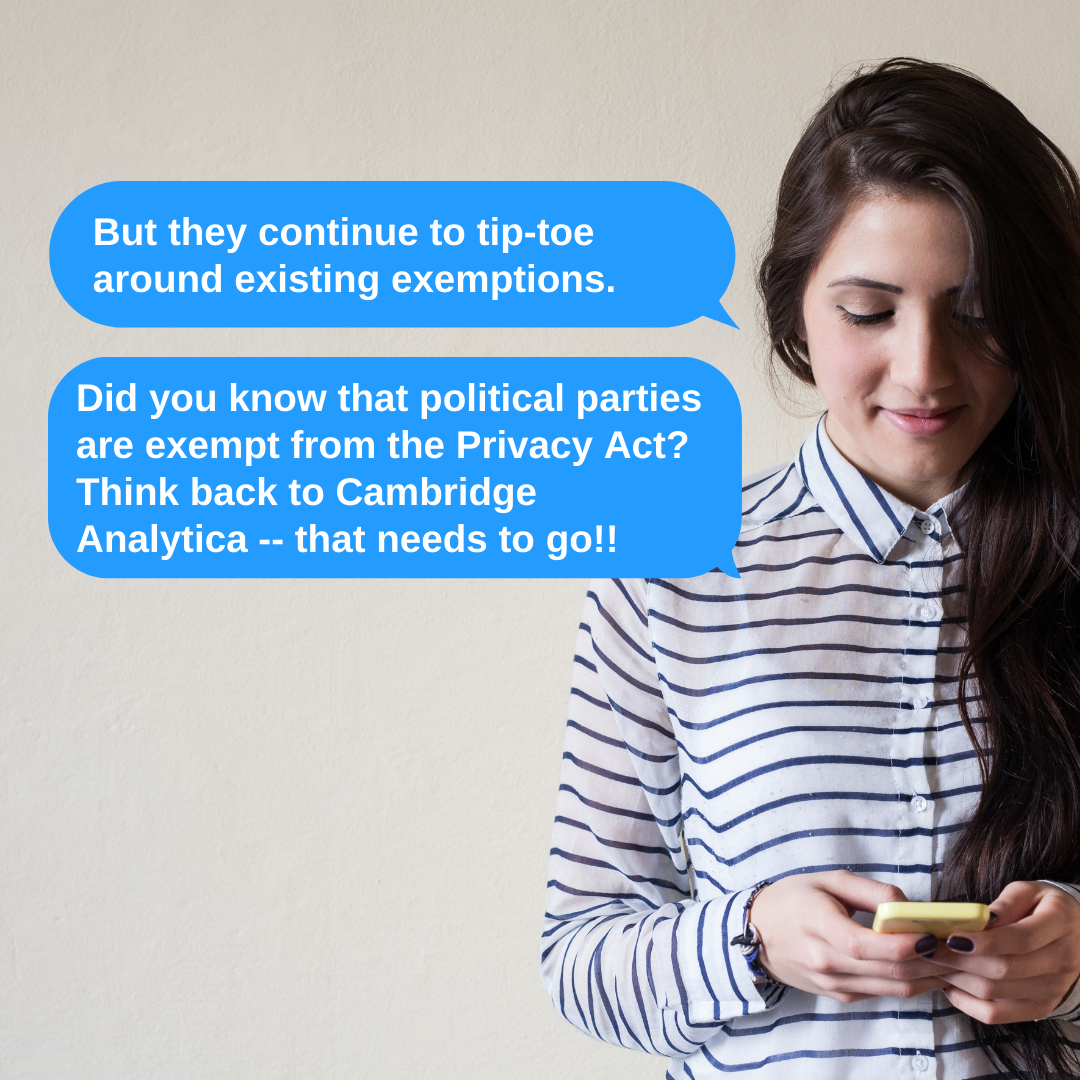 But they continue to tip-toe
around existing exemptions.
Did you know that political parties
are exempt from the Privacy Act?
Think back to Cambridge
Analytica -- that needs to go!!